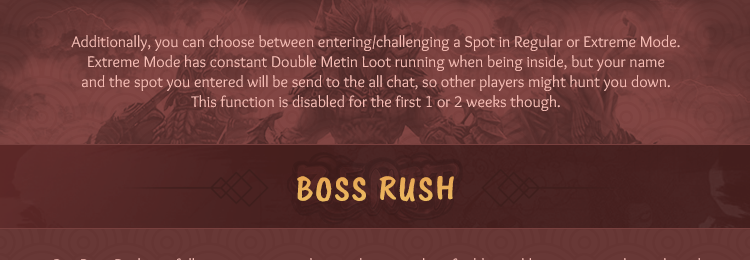 Additionally, you can choose between entering/challenging a Spot in Regular or Extreme Mode.
Extreme Mode has constant Double Metin Loot running when being inside, but your name
and the spot you entered will be send to the all chat, so other players might hunt you down.
This function is disabled for the first 1 or 2 weeks though.
BOSS RUSH